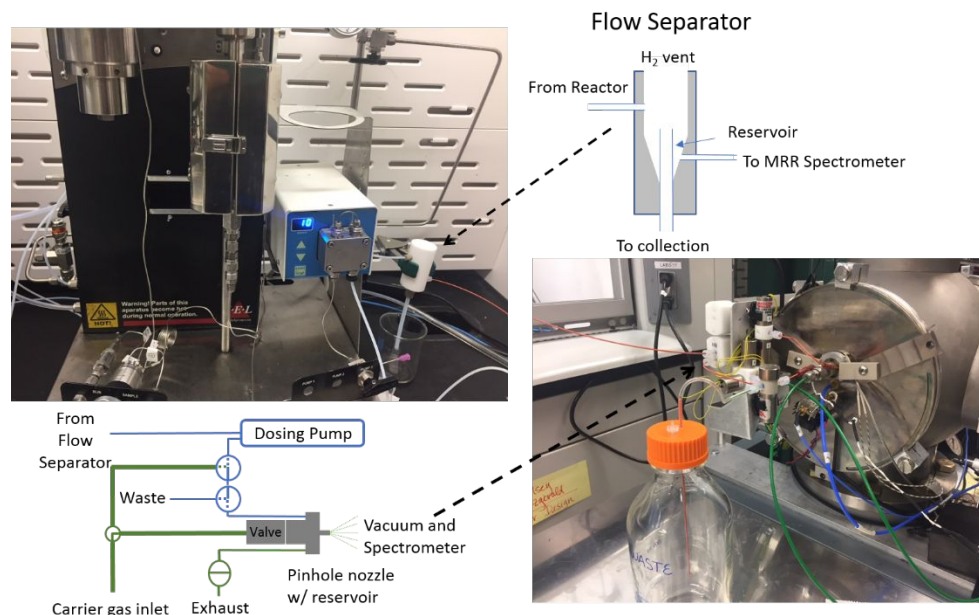 Flow Separator
H₂ vent
From Reactor
Reservoir
To MRR Spectrometer
To collection
10
Warning! Parts of this
apparatus become hot
during normal operation.
HOT!
From
Flow
Separator
Dosing Pump
Waste
Valve
Vacuum and
Spectrometer
Pinhole nozzle
w/ reservoir
Carrier gas inlet
Exhaust
WASTE